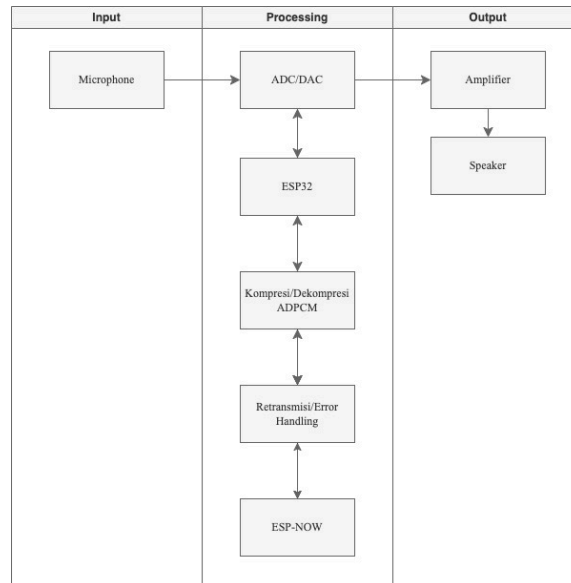 Input
Processing
Output
Microphone
ADC/DAC
Amplifier
Speaker
ESP32
Kompresi/Dekompresi
ADPCM
Retransmisi/Error
Handling
ESP-NOW